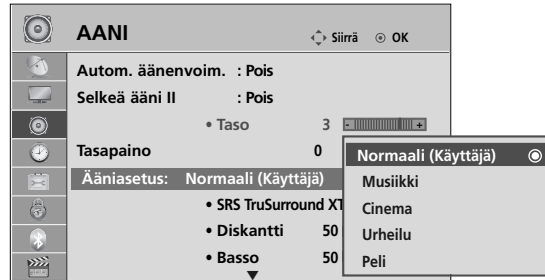 AANI
Siirrä OK
Autom. äänenvoim. : Pois
Selkeä ääni II : Pois
• Taso 3 - +
Tasapaino 0
Ääniasetus: Normaali (Käyttäjä)
• SRS TruSurround XT
• Diskantti 50
• Basso 50
Normaali (Käyttäjä)
Musiikki
Cinema
Urheilu
Peli